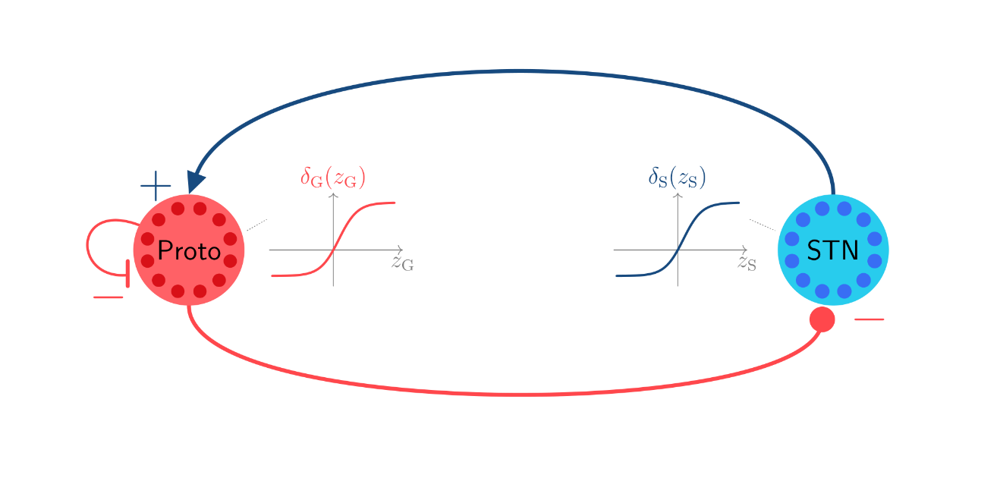 δ_G(z_G)
δ_S(z_S)
+
Proto
STN
z_G
z_S
−
−